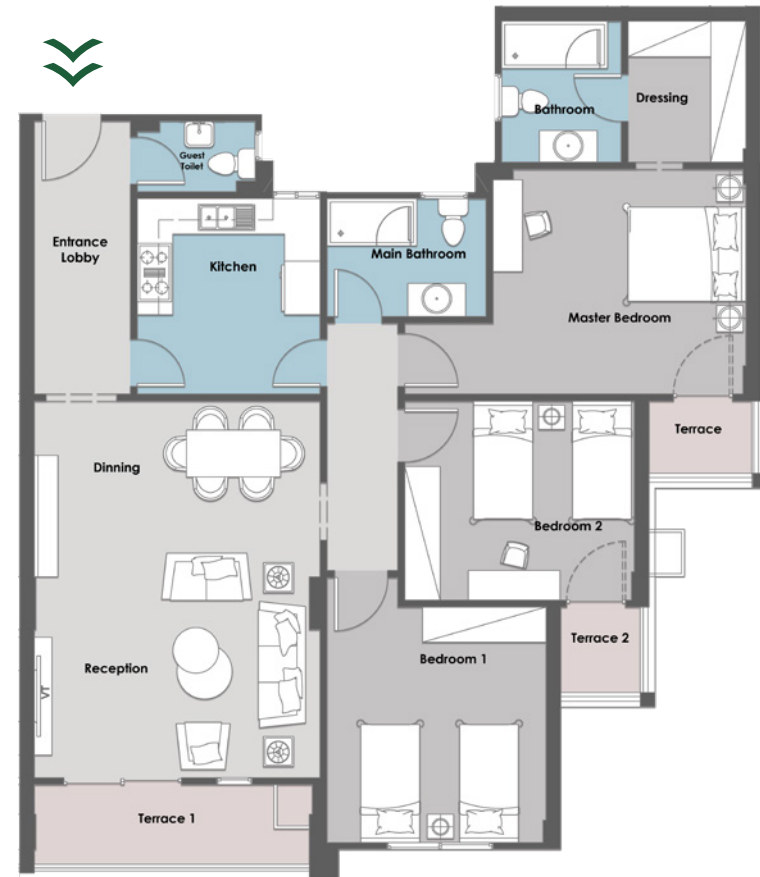 Bathroom
Dressing
Guest
Toilet
Entrance
Lobby
Kitchen
Main Bathroom
Master Bedroom
Terrace
Dinning
Bedroom 2
Terrace 2
Reception
Bedroom 1
VT
Terrace 1